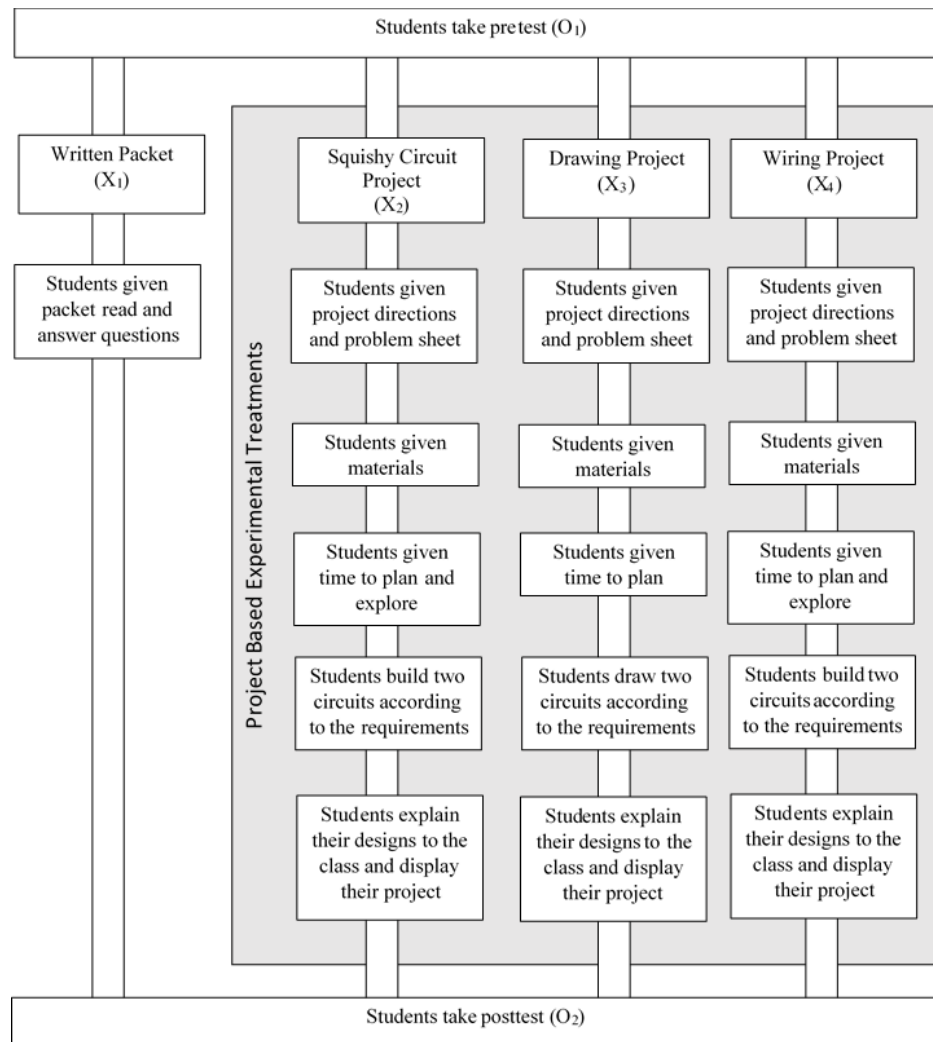 Students take pretest (O₁)
Written Packet
(X₁)
Students given
packet read and
answer questions
Project Based Experimental Treatments
Squishy Circuit
Project
(X₂)
Students given
project directions
and problem sheet
Students given
materials
Students given
time to plan and
explore
Students build two
circuits according
to the requirements
Students explain
their designs to the
class and display
their project
Drawing Project
(X₃)
Students given
project directions
and problem sheet
Students given
materials
Students given
time to plan
Students draw two
circuits according
to the requirements
Students explain
their designs to the
class and display
their project
Wiring Project
(X₄)
Students given
project directions
and problem sheet
Students given
materials
Students given
time to plan and
explore
Students build two
circuits according
to the requirements
Students explain
their designs to the
class and display
their project
Students take posttest (O₂)